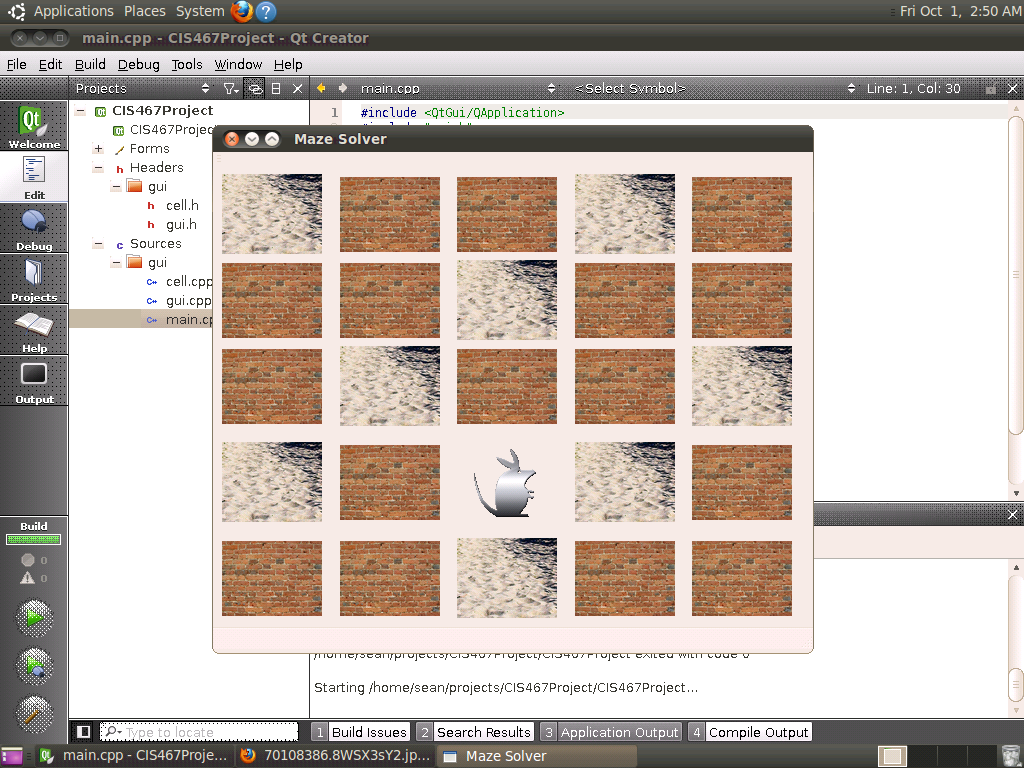 Applications Places System Fri Oct 1, 2:50 AM
main.cpp - CIS467Project - Qt Creator
File Edit Build Debug Tools Window Help
Projects main.cpp <Select Symbol> Line: 1, Col: 30
Welcome
Edit
Debug
Projects
Help
Output
CIS467Project
CIS467Projec
Forms
Headers
gui
cell.h
gui.h
Sources
gui
cell.cpp
gui.cpp
main.cp
1 #include <QtGui/QApplication>
Maze Solver
Build
0
0
/home/sean/projects/CIS467Project/CIS467Project exited with code 0
Starting /home/sean/projects/CIS467Project/CIS467Project...
Type to locate 1 Build Issues 2 Search Results 3 Application Output 4 Compile Output
main.cpp - CIS467Proje... 70108386.8WSX3sY2.jp... Maze Solver